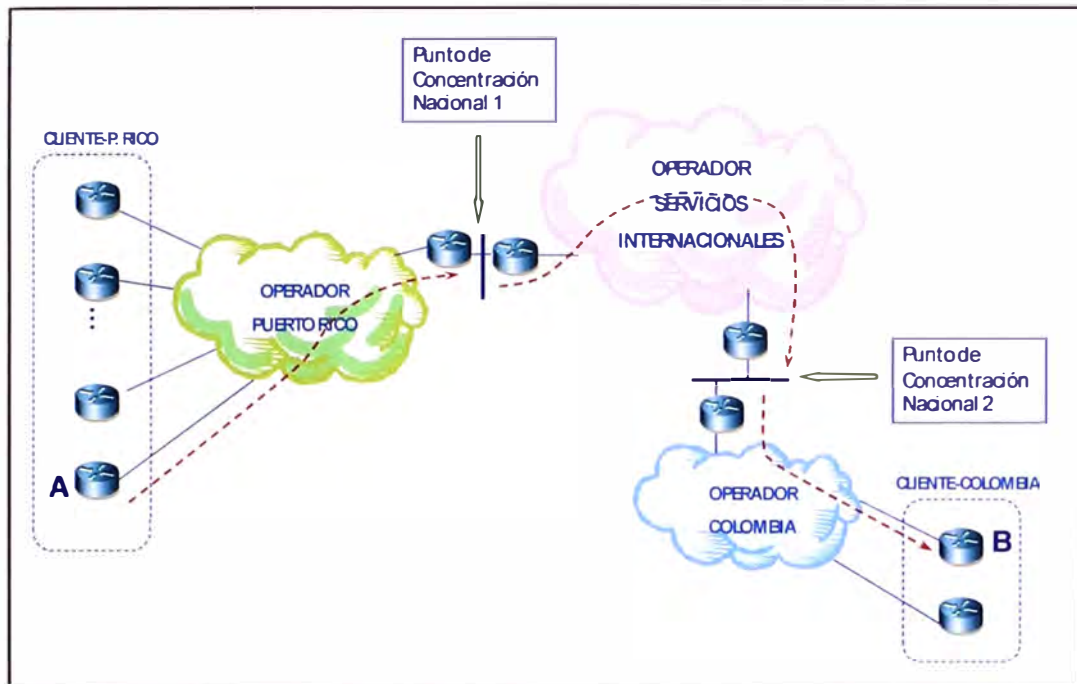 Punto de
Concentración
Nacional 1
CLIENTE-P. RICO
OPERADOR
SERVICIOS
INTERNACIONALES
OPERADOR
PUERTO RICO
Punto de
Concentración
Nacional 2
A
OPERADOR
COLOMBIA
CLIENTE-COLOMBIA
B